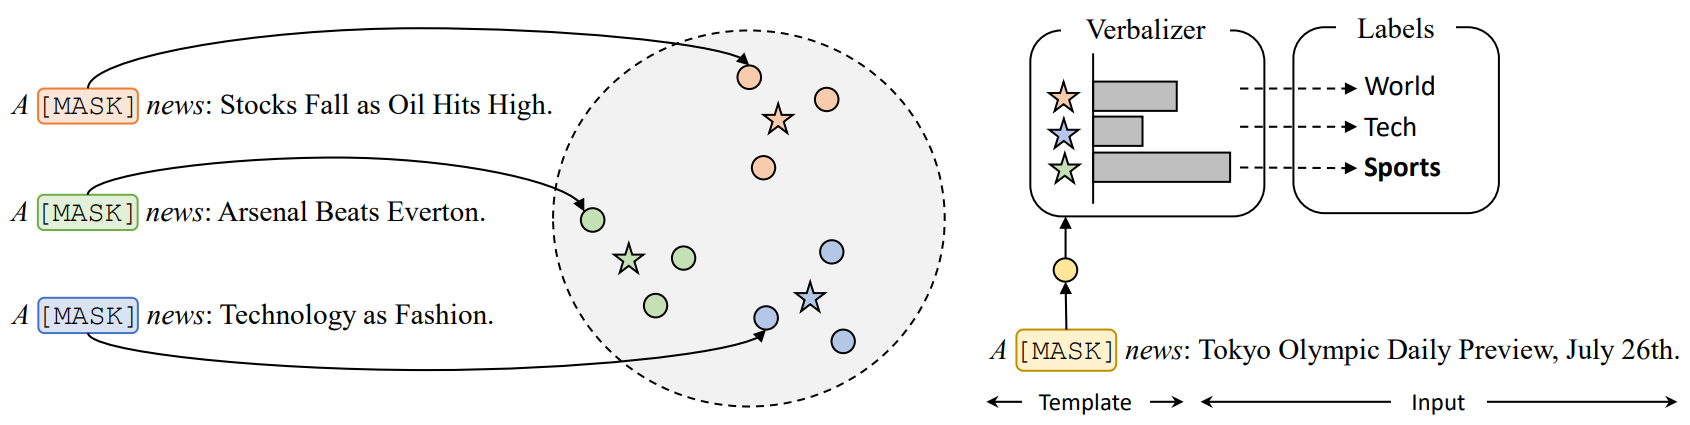 A [MASK] news: Stocks Fall as Oil Hits High.
A [MASK] news: Arsenal Beats Everton.
A [MASK] news: Technology as Fashion.
Verbalizer
Labels
World
Tech
Sports
A [MASK] news: Tokyo Olympic Daily Preview, July 26th.
Template
Input